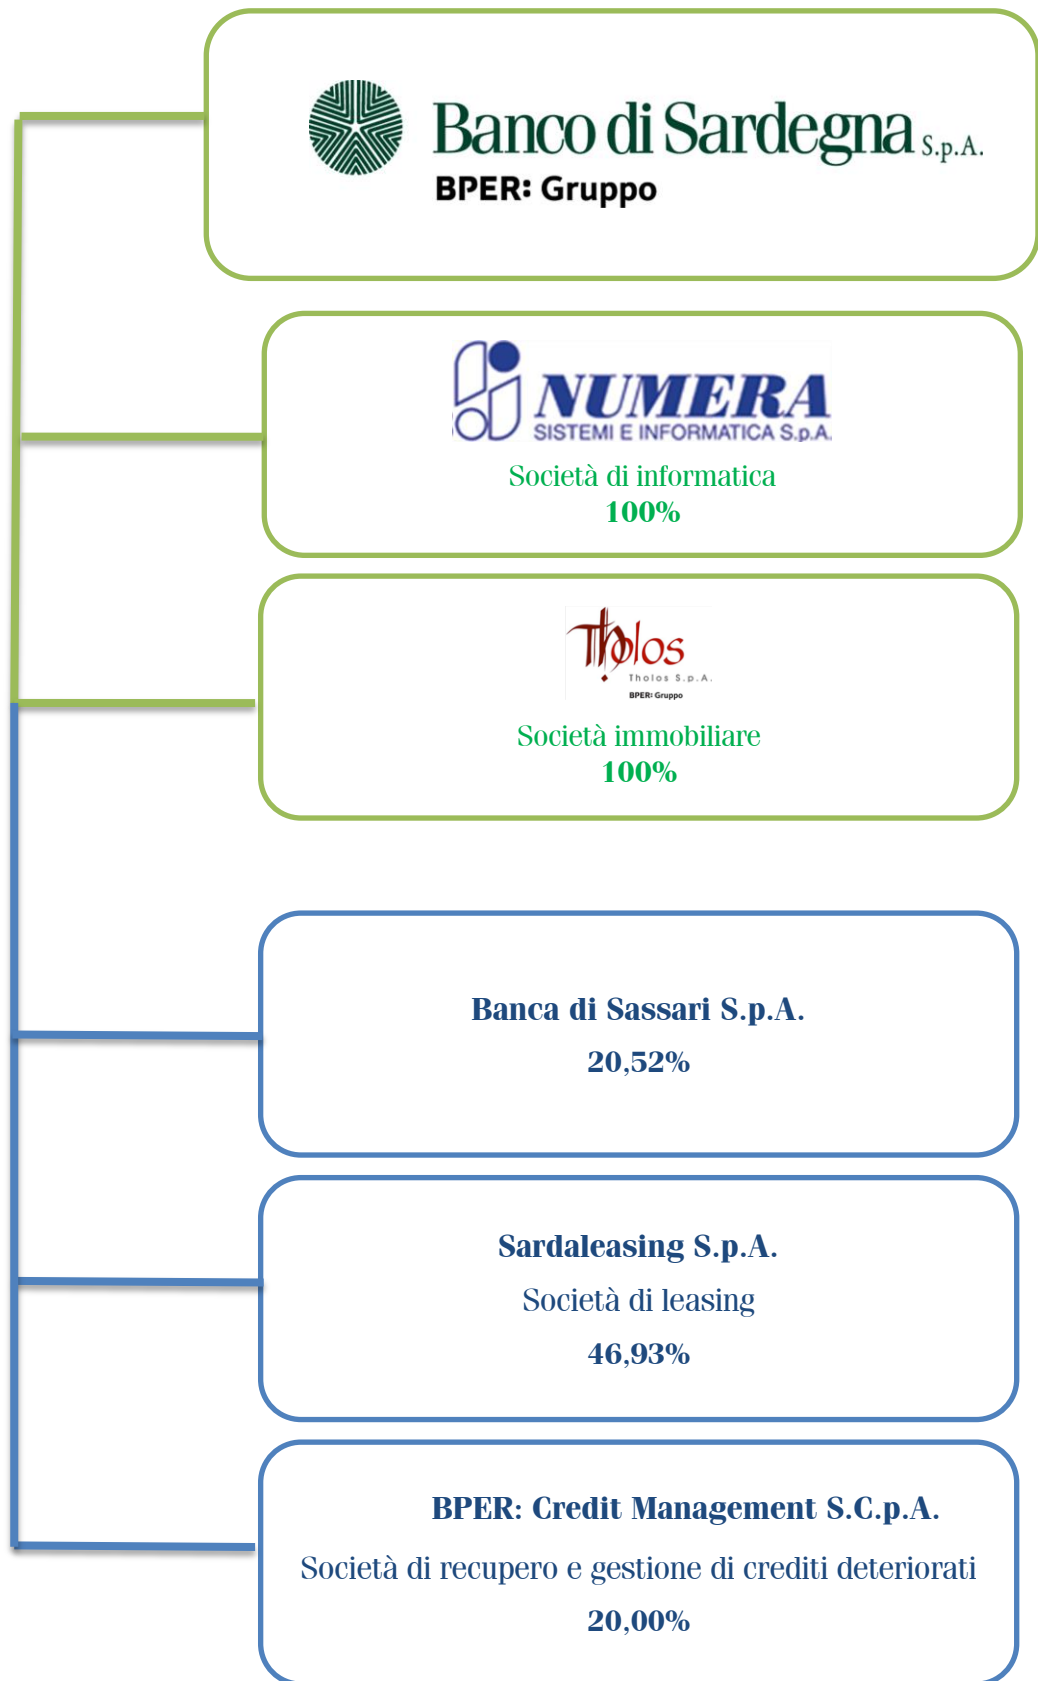 Banco di Sardegna S.p.A.
BPER: Gruppo
NUMERA
SISTEMI E INFORMATICA S.p.A.
Società di informatica
100%
Tholos
Tholos S.p.A.
BPER: Gruppo
Società immobiliare
100%
Banca di Sassari S.p.A.
20,52%
Sardaleasing S.p.A.
Società di leasing
46,93%
BPER: Credit Management S.C.p.A.
Società di recupero e gestione di crediti deteriorati
20,00%